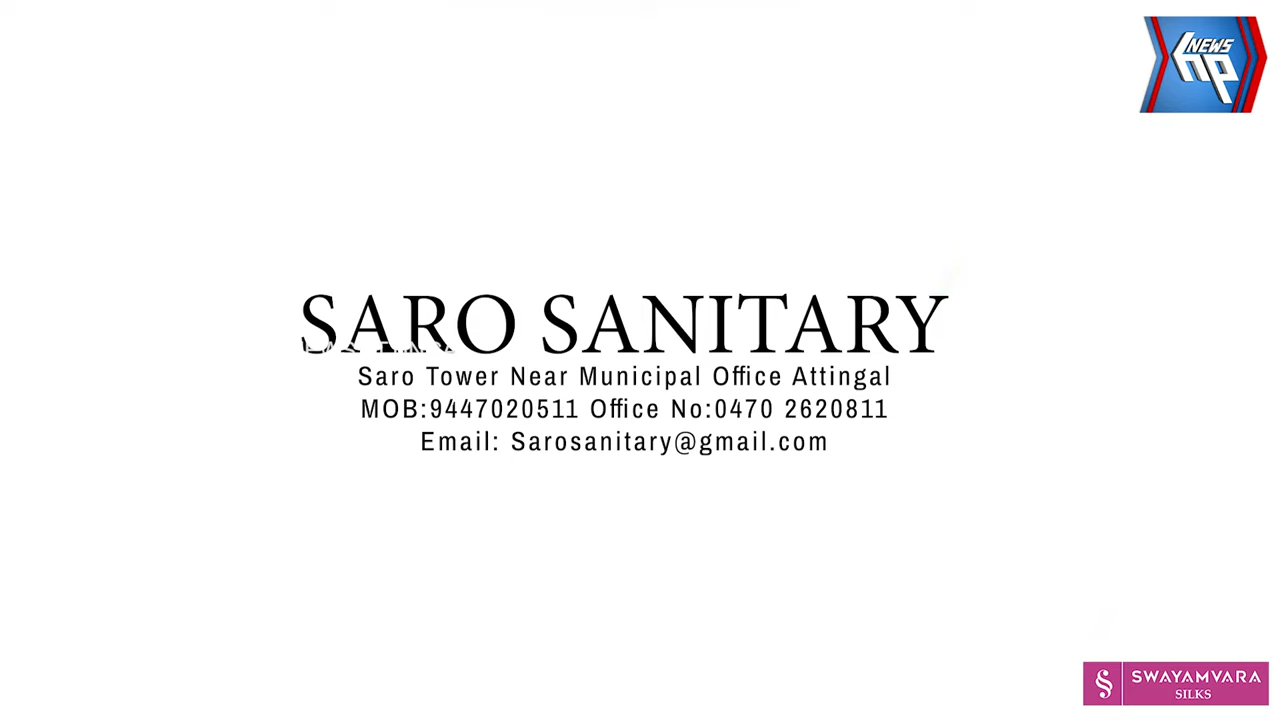 NEWS
np
SARO SANITARY
Saro Tower Near Municipal Office Attingal
MOB:9447020511 Office No:0470 2620811
Email: Sarosanitary@gmail.com
SWAYAMVARA
SILKS